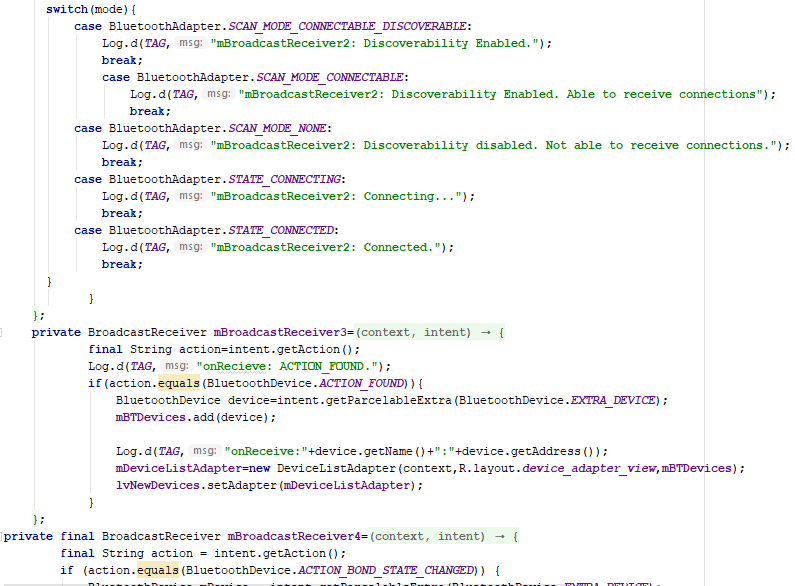 switch(mode){
case BluetoothAdapter.SCAN_MODE_CONNECTABLE_DISCOVERABLE:
Log.d(TAG, msg: "mBroadcastReceiver2: Discoverability Enabled.");
break;
case BluetoothAdapter.SCAN_MODE_CONNECTABLE:
Log.d(TAG, msg: "mBroadcastReceiver2: Discoverability Enabled. Able to receive connections");
break;
case BluetoothAdapter.SCAN_MODE_NONE:
Log.d(TAG, msg: "mBroadcastReceiver2: Discoverability disabled. Not able to receive connections.");
break;
case BluetoothAdapter.STATE_CONNECTING:
Log.d(TAG, msg: "mBroadcastReceiver2: Connecting...");
break;
case BluetoothAdapter.STATE_CONNECTED:
Log.d(TAG, msg: "mBroadcastReceiver2: Connected.");
break;
}
}
};
private BroadcastReceiver mBroadcastReceiver3=(context, intent) → {
final String action=intent.getAction();
Log.d(TAG, msg: "onRecieve: ACTION_FOUND.");
if(action.equals(BluetoothDevice.ACTION_FOUND)){
BluetoothDevice device=intent.getParcelableExtra(BluetoothDevice.EXTRA_DEVICE);
mBTDevices.add(device);
Log.d(TAG, msg: "onReceive:"+device.getName()+":"+device.getAddress());
mDeviceListAdapter=new DeviceListAdapter(context,R.layout.device_adapter_view,mBTDevices);
lvNewDevices.setAdapter(mDeviceListAdapter);
}
};
private final BroadcastReceiver mBroadcastReceiver4=(context, intent) → {
final String action = intent.getAction();
if (action.equals(BluetoothDevice.ACTION_BOND_STATE_CHANGED)) {